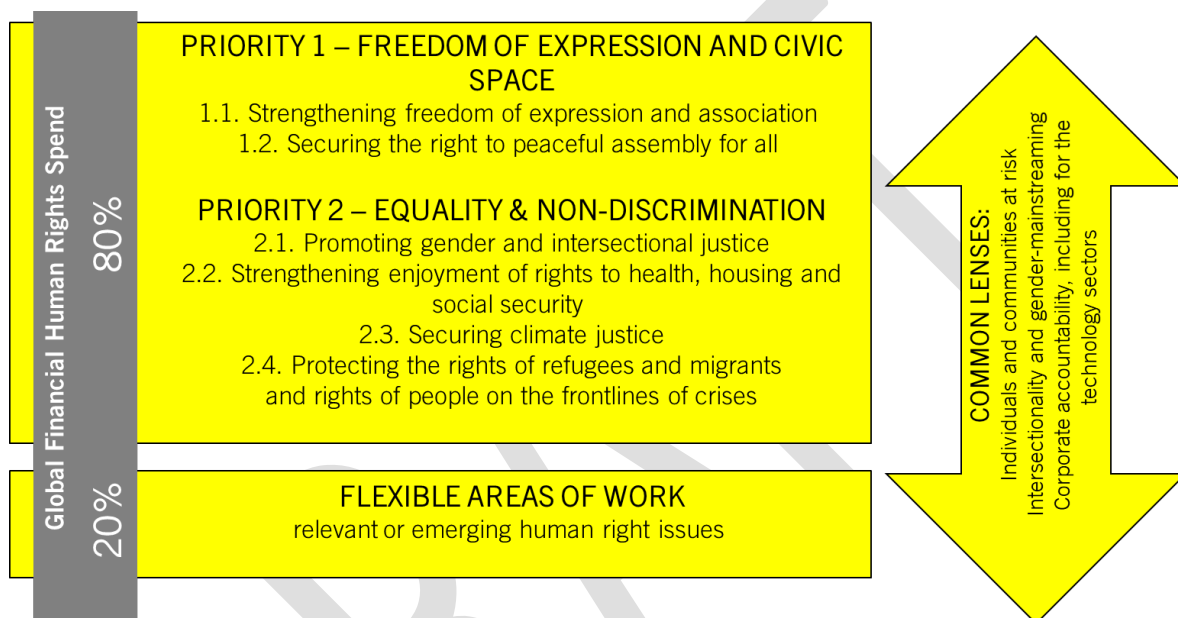 Global Financial Human Rights Spend
80%
20%
PRIORITY 1 – FREEDOM OF EXPRESSION AND CIVIC
SPACE
1.1. Strengthening freedom of expression and association
1.2. Securing the right to peaceful assembly for all
PRIORITY 2 – EQUALITY & NON-DISCRIMINATION
2.1. Promoting gender and intersectional justice
2.2. Strengthening enjoyment of rights to health, housing and
social security
2.3. Securing climate justice
2.4. Protecting the rights of refugees and migrants
and rights of people on the frontlines of crises
FLEXIBLE AREAS OF WORK
relevant or emerging human right issues
COMMON LENSES:
Individuals and communities at risk
Intersectionality and gender-mainstreaming
Corporate accountability, including for the
technology sectors